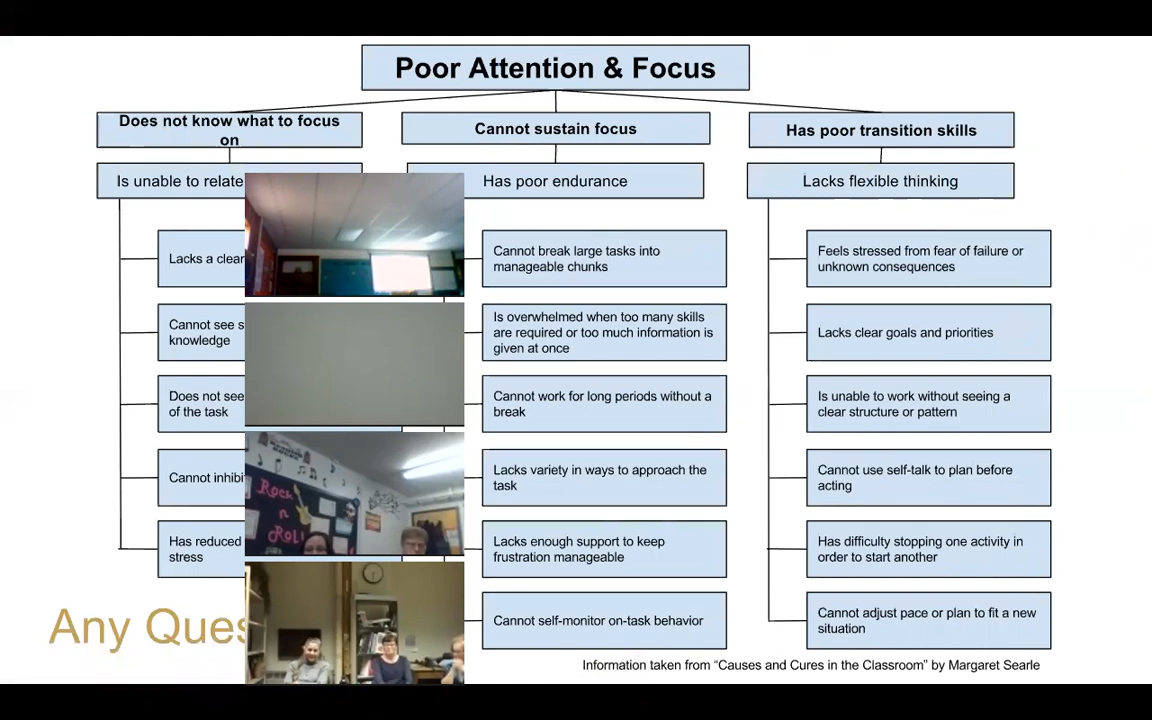 Poor Attention & Focus
Does not know what to focus
on
Cannot sustain focus
Has poor transition skills
Is unable to relate
Has poor endurance
Lacks flexible thinking
Lacks a clear
Cannot see
knowledge
Does not see
of the task
Cannot
Has reduced
stress
Cannot break large tasks into
manageable chunks
Is overwhelmed when too many skills
are required or too much information is
given at once
Cannot work for long periods without a
break
Lacks variety in ways to approach the
task
Lacks enough support to keep
frustration manageable
Cannot self-monitor on-task behavior
Feels stressed from fear of failure or
unknown consequences
Lacks clear goals and priorities
Is unable to work without seeing a
clear structure or pattern
Cannot use self-talk to plan before
acting
Has difficulty stopping one activity in
order to start another
Cannot adjust pace or plan to fit a new
situation
Rock
n
Roll
Any Ques
Information taken from “Causes and Cures in the Classroom” by Margaret Searle